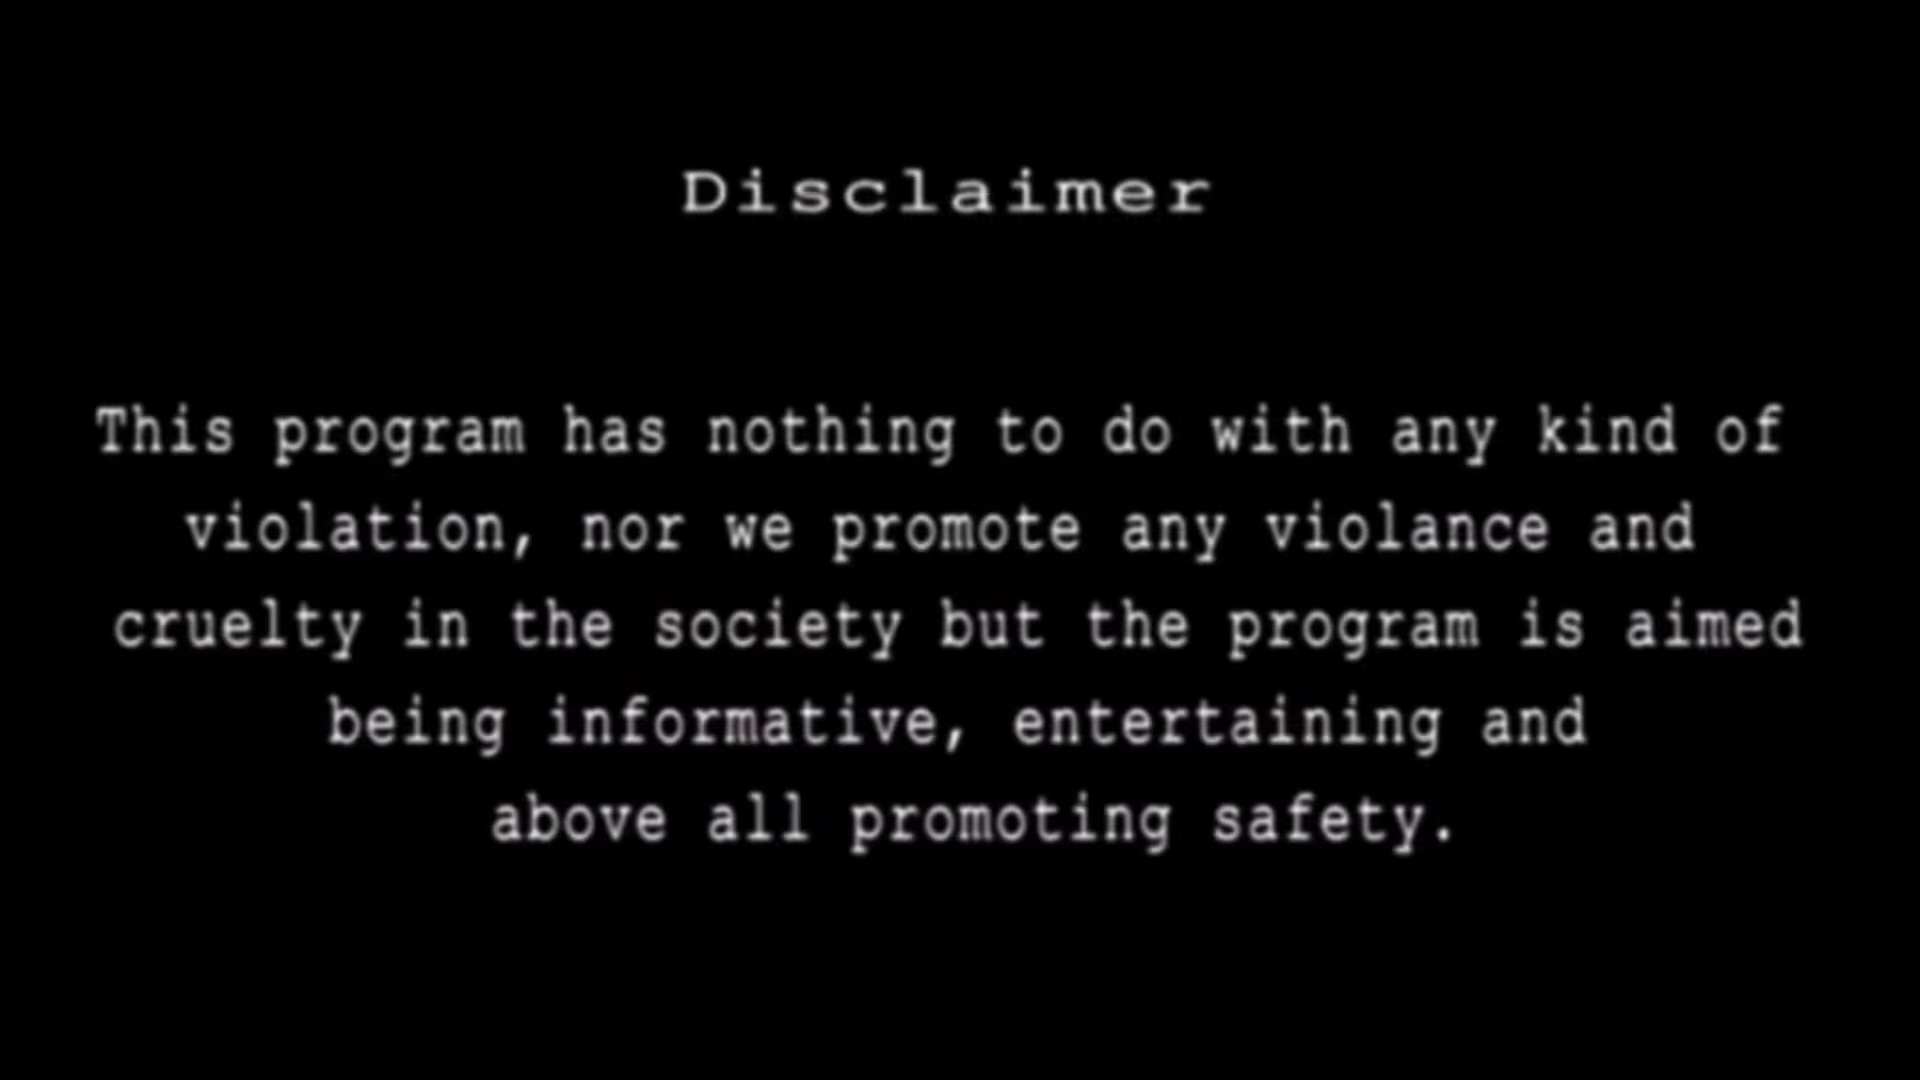 Disclaimer
This program has nothing to do with any kind of
violation, nor we promote any violance and
cruelty in the society but the program is aimed
being informative, entertaining and
above all promoting safety.